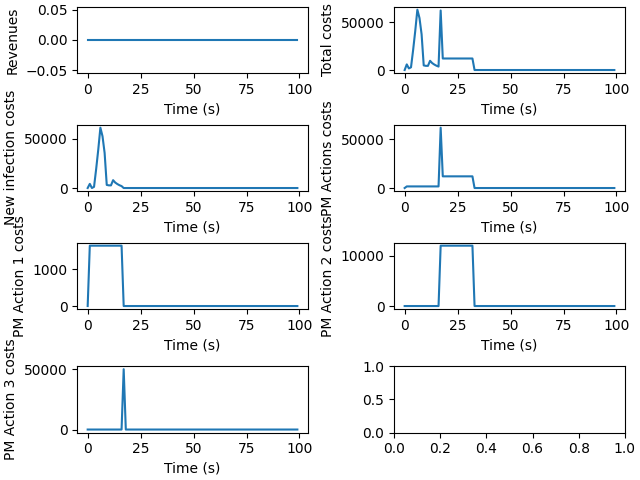 Revenues
0.05
0.00
−0.05
0 25 50 75 100
Time (s)
Total costs
50000
0
0 25 50 75 100
Time (s)
New infection costs
50000
0
0 25 50 75 100
Time (s)
PM Actions costs
50000
0
0 25 50 75 100
Time (s)
PM Action 1 costs
1000
0
0 25 50 75 100
Time (s)
PM Action 2 costs
10000
0
0 25 50 75 100
Time (s)
PM Action 3 costs
50000
0
0 25 50 75 100
Time (s)
1.0
0.5
0.0
0.0 0.2 0.4 0.6 0.8 1.0